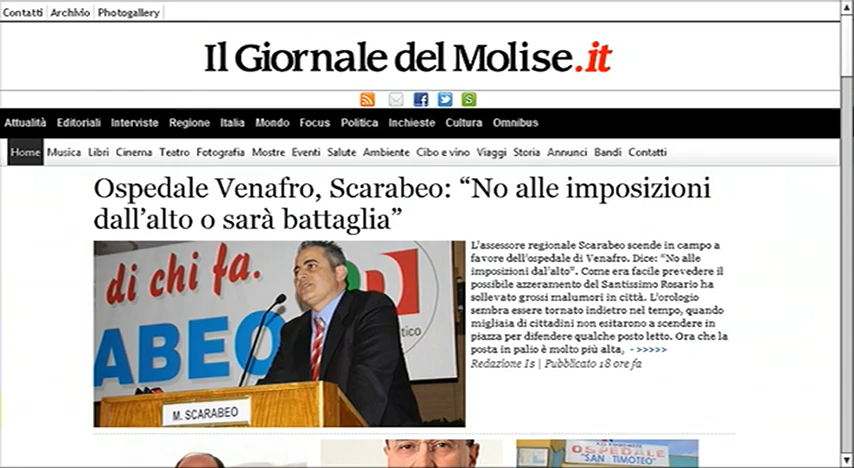 Contatti Archivio Photogallery
Il Giornale del Molise.it
Attualità Editoriali Interviste Regione Italia Mondo Focus Politica Inchieste Cultura Omnibus
Home Musica Libri Cinema Teatro Fotografia Mostre Eventi Salute Ambiente Cibo e vino Viaggi Storia Annunci Bandi Contatti
Ospedale Venafro, Scarabeo: “No alle imposizioni
dall’alto o sarà battaglia”
L’assessore regionale Scarabeo scende in campo a
favore dell’ospedale di Venafro. Dice: “No alle
imposizioni dal’alto”. Come era facile prevedere il
possibile azzeramento del Santissimo Rosario ha
sollevato grossi malumori in città. L’orologio
sembra essere tornato indietro nel tempo, quando
migliaia di cittadini non esitarono a scendere in
piazza per difendere qualche posto letto. Ora che la
posta in palio è molto più alta, - >>>>>
Redazione Is | Pubblicato 18 ore fa
di chi fa.
ABEO
D
tico
M. SCARABEO
OSPEDALE
"SAN TIMOTEO"